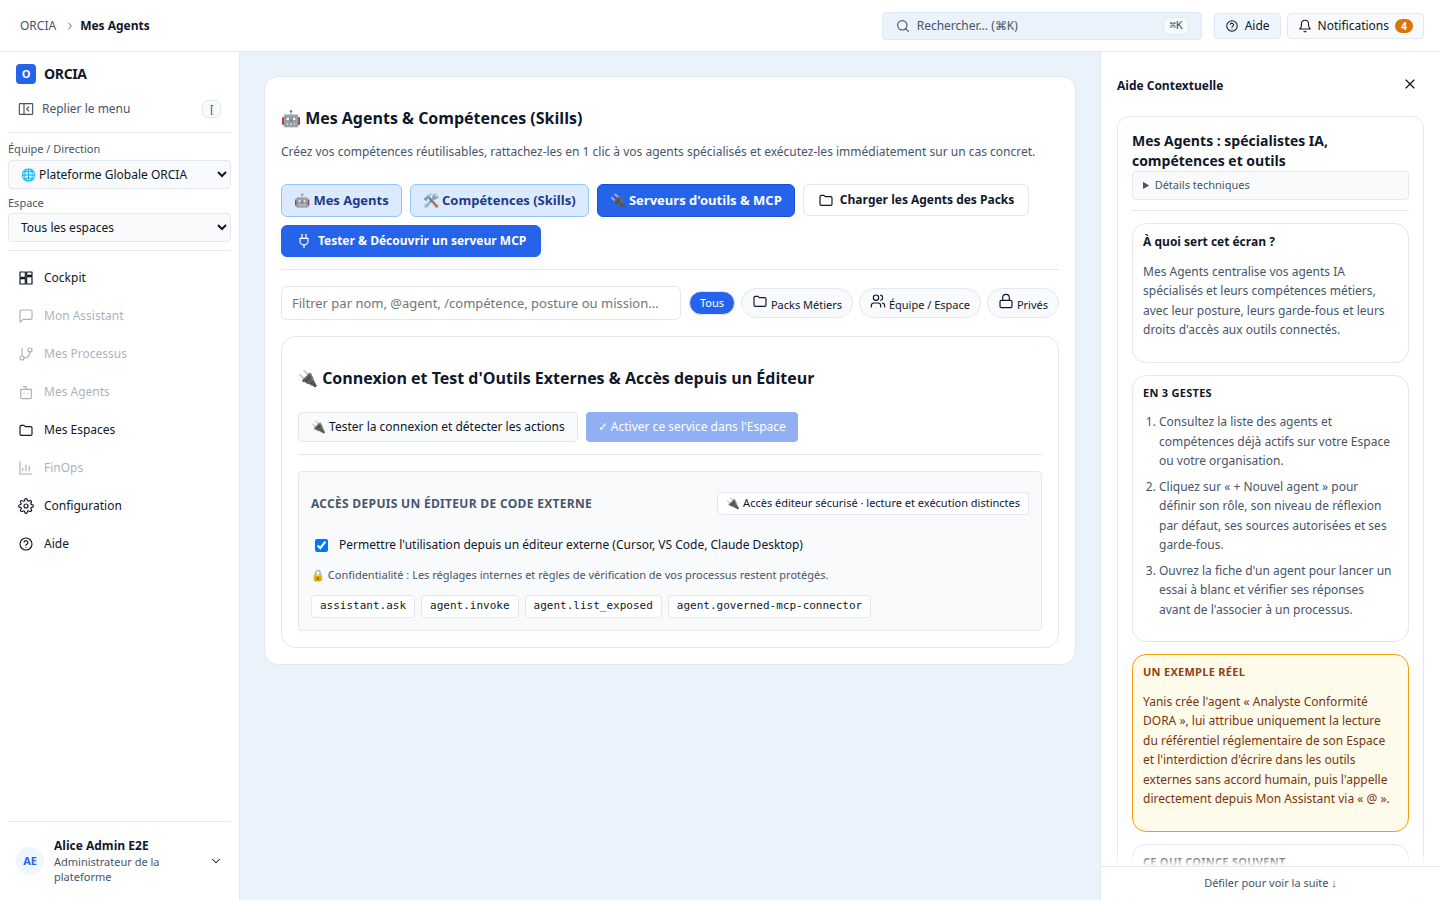 ORCIA
Mes Agents
Rechercher... (⌘K)
⌘K
Aide
Notifications
4
O
ORCIA
Replier le menu
[
Équipe / Direction
🌐 Plateforme Globale ORCIA
Espace
Tous les espaces
Cockpit
Mon Assistant
Mes Processus
Mes Agents
Mes Espaces
FinOps
Configuration
Aide
AE
Alice Admin E2E
Administrateur de la
plateforme
🤖 Mes Agents & Compétences (Skills)
Créez vos compétences réutilisables, rattachez-les en 1 clic à vos agents spécialisés et exécutez-les immédiatement sur un cas concret.
🤖 Mes Agents
🛠️ Compétences (Skills)
🔌 Serveurs d'outils & MCP
Charger les Agents des Packs
Tester & Découvrir un serveur MCP
Filtrer par nom, @agent, /compétence, posture ou mission...
Tous
Packs Métiers
Équipe / Espace
Privés
🔌 Connexion et Test d'Outils Externes & Accès depuis un Éditeur
🔌 Tester la connexion et détecter les actions
✓ Activer ce service dans l'Espace
ACCÈS DEPUIS UN ÉDITEUR DE CODE EXTERNE
🔌 Accès éditeur sécurisé · lecture et exécution distinctes
Permettre l'utilisation depuis un éditeur externe (Cursor, VS Code, Claude Desktop)
🔒 Confidentialité : Les réglages internes et règles de vérification de vos processus restent protégés.
assistant.ask
agent.invoke
agent.list_exposed
agent.governed-mcp-connector
Aide Contextuelle
Mes Agents : spécialistes IA,
compétences et outils
▶ Détails techniques
À quoi sert cet écran ?
Mes Agents centralise vos agents IA
spécialisés et leurs compétences métiers,
avec leur posture, leurs garde-fous et leurs
droits d'accès aux outils connectés.
EN 3 GESTES
1. Consultez la liste des agents et
compétences déjà actifs sur votre Espace
ou votre organisation.
2. Cliquez sur « + Nouvel agent » pour
définir son rôle, son niveau de réflexion
par défaut, ses sources autorisées et ses
garde-fous.
3. Ouvrez la fiche d'un agent pour lancer un
essai à blanc et vérifier ses réponses
avant de l'associer à un processus.
UN EXEMPLE RÉEL
Yanis crée l'agent « Analyste Conformité
DORA », lui attribue uniquement la lecture
du référentiel réglementaire de son Espace
et l'interdiction d'écrire dans les outils
externes sans accord humain, puis l'appelle
directement depuis Mon Assistant via « @ ».
CE QUI COINCE SOUVENT
Défiler pour voir la suite ↓